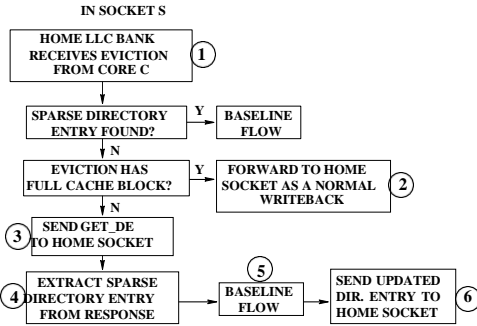 IN SOCKET S
HOME LLC BANK
RECEIVES EVICTION
FROM CORE C
1
SPARSE DIRECTORY
ENTRY FOUND?
Y
BASELINE
FLOW
N
EVICTION HAS
FULL CACHE BLOCK?
Y
FORWARD TO HOME
SOCKET AS A NORMAL
WRITEBACK
2
N
3
SEND GET_DE
TO HOME SOCKET
4
EXTRACT SPARSE
DIRECTORY ENTRY
FROM RESPONSE
5
BASELINE
FLOW
SEND UPDATED
DIR. ENTRY TO
HOME SOCKET
6